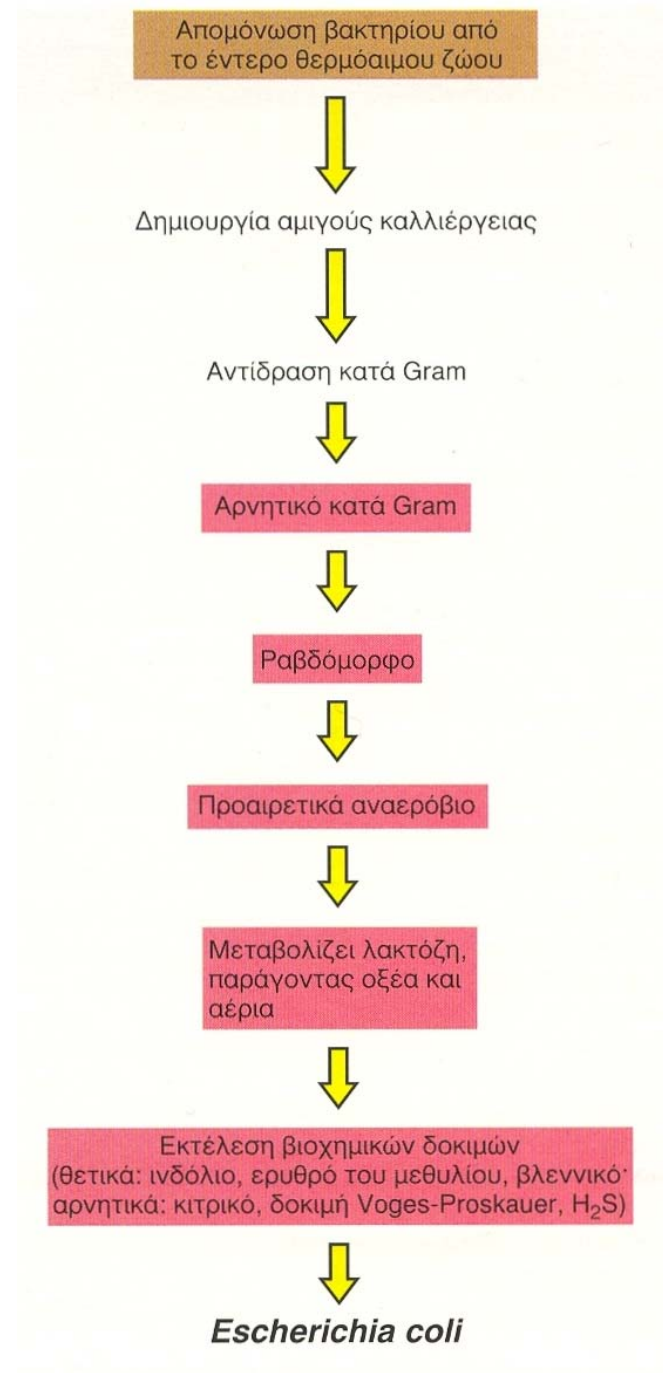 Απομόνωση βακτηρίου από
το έντερο θερμόαιμου ζώου
Δημιουργία αμιγούς καλλιέργειας
Αντίδραση κατά Gram
Αρνητικό κατά Gram
Ραβδόμορφο
Προαιρετικά αναερόβιο
Μεταβολίζει λακτόζη,
παράγοντας οξέα και
αέρια
Εκτέλεση βιοχημικών δοκιμών
(θετικά: ινδόλιο, ερυθρό του μεθυλίου, βλεννικό·
αρνητικά: κιτρικό, δοκιμή Voges-Proskauer, H₂S)
Escherichia coli